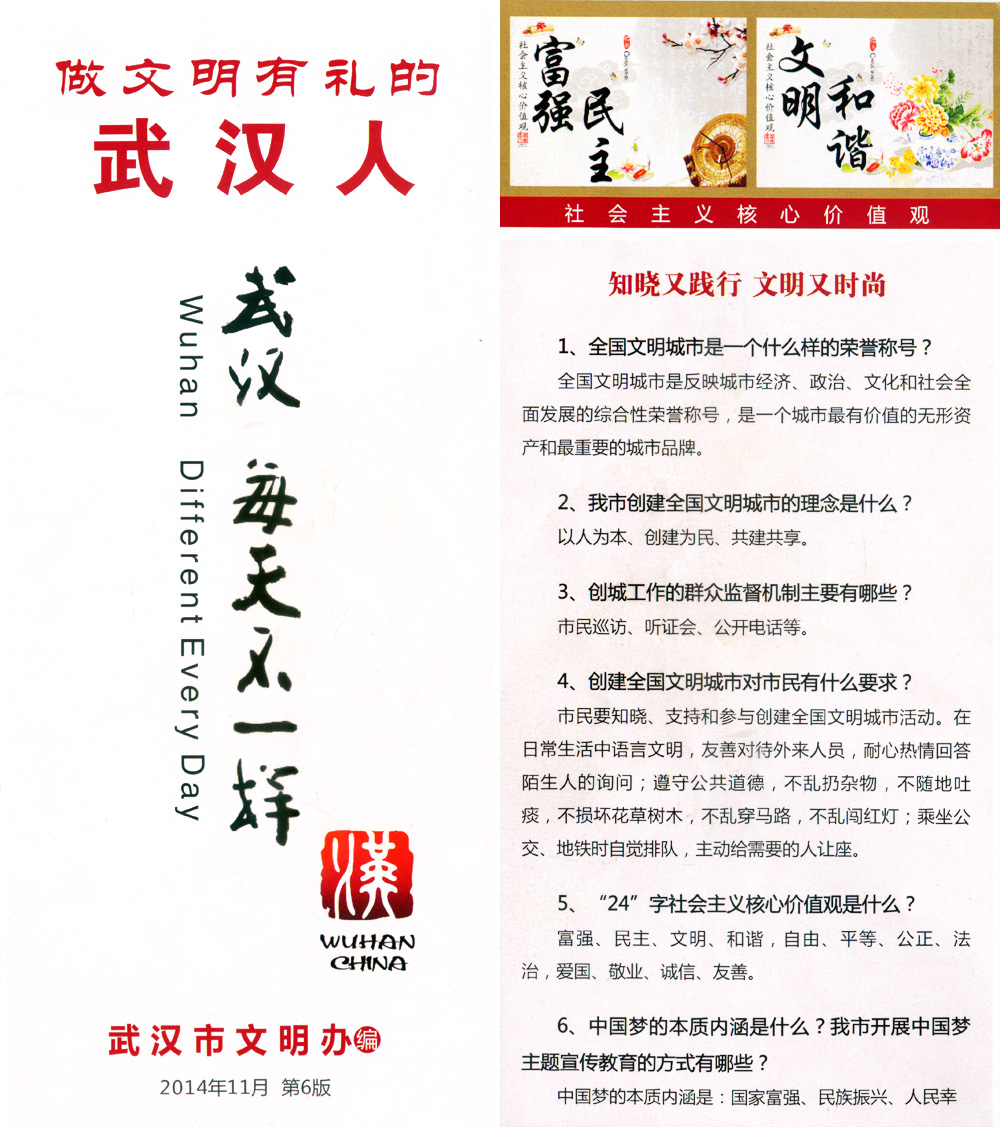 做文明有礼的
武汉人
武汉 每天不一样
Wuhan Different Every Day
漢
WUHAN
CHINA
武汉市文明办编
2014年11月 第6版
社会主义核心价值观
富强
民主
社会主义核心价值观
文明
和谐
社会主义核心价值观
知晓又践行 文明又时尚
1、全国文明城市是一个什么样的荣誉称号？
全国文明城市是反映城市经济、政治、文化和社会全
面发展的综合性荣誉称号，是一个城市最有价值的无形资
产和最重要的城市品牌。
2、我市创建全国文明城市的理念是什么？
以人为本、创建为民、共建共享。
3、创城工作的群众监督机制主要有哪些？
市民巡访、听证会、公开电话等。
4、创建全国文明城市对市民有什么要求？
市民要知晓、支持和参与创建全国文明城市活动。在
日常生活中语言文明，友善对待外来人员，耐心热情回答
陌生人的询问；遵守公共道德，不乱扔杂物，不随地吐
痰，不损坏花草树木，不乱穿马路，不乱闯红灯；乘坐公
交、地铁时自觉排队，主动给需要的人让座。
5、“24”字社会主义核心价值观是什么？
富强、民主、文明、和谐，自由、平等、公正、法
治，爱国、敬业、诚信、友善。
6、中国梦的本质内涵是什么？我市开展中国梦
主题宣传教育的方式有哪些？
中国梦的本质内涵是：国家富强、民族振兴、人民幸